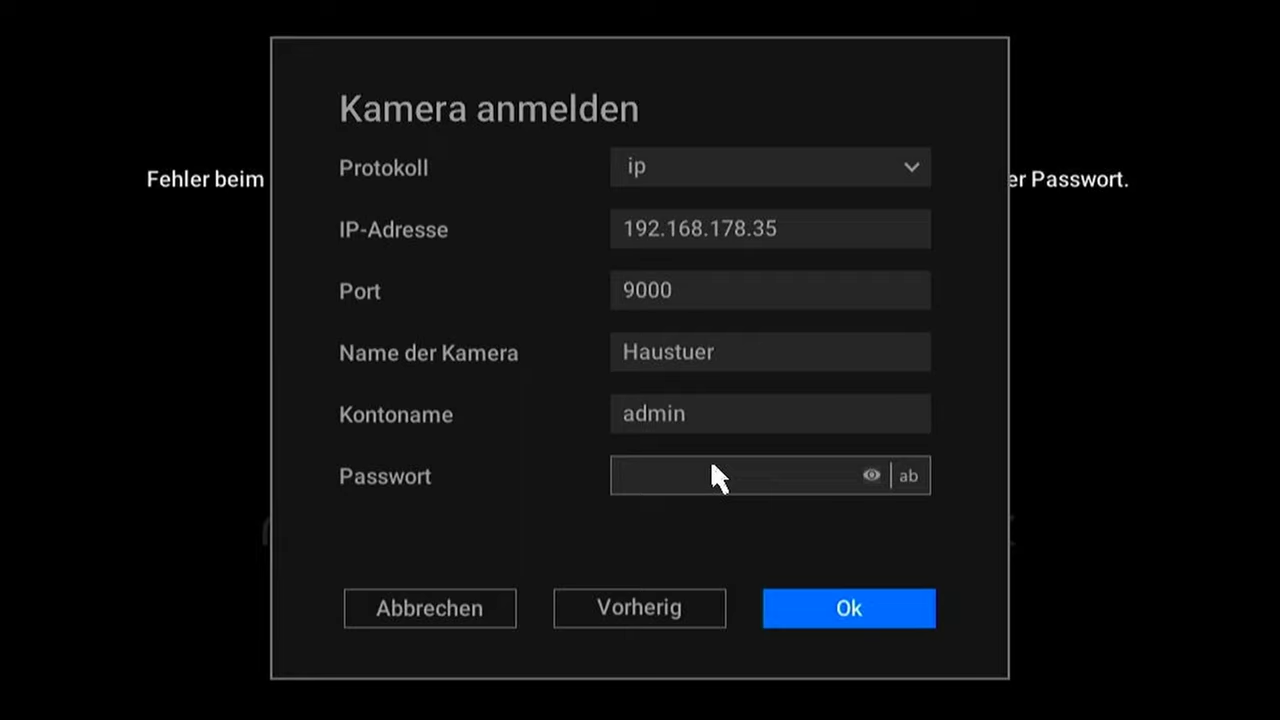 Kamera anmelden
Protokoll ip
Fehler beim er Passwort.
IP-Adresse 192.168.178.35
Port 9000
Name der Kamera Haustuer
Kontoname admin
Passwort ab
Abbrechen Vorherig Ok